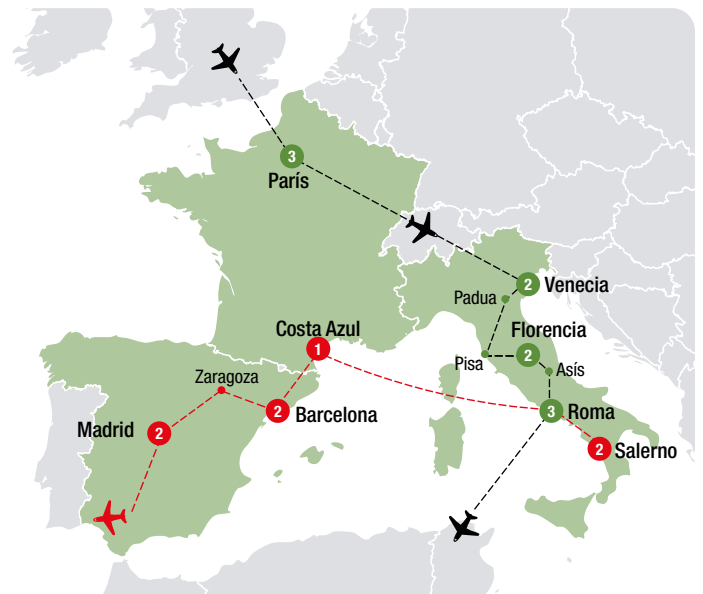 3
París
2
Venecia
Padua
Florencia
2
Pisa
Asís
Costa Azul
1
Zaragoza
2
Barcelona
Madrid
2
3
Roma
2
Salerno